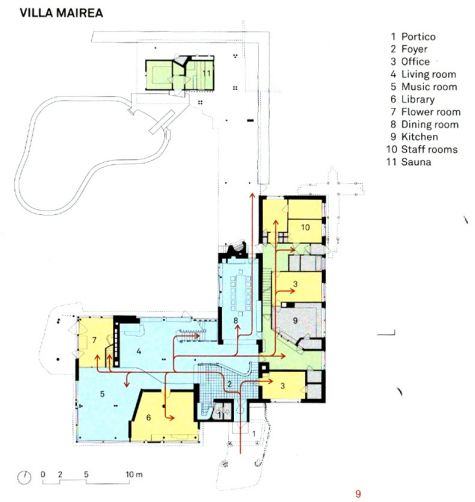 VILLA MAIREA
1 Portico
2 Foyer
3 Office
4 Living room
5 Music room
6 Library
7 Flower room
8 Dining room
9 Kitchen
10 Staff rooms
11 Sauna
11
10
3
9
8
7
4
5
2
3
6
11
1
0 2 5 10 m
9